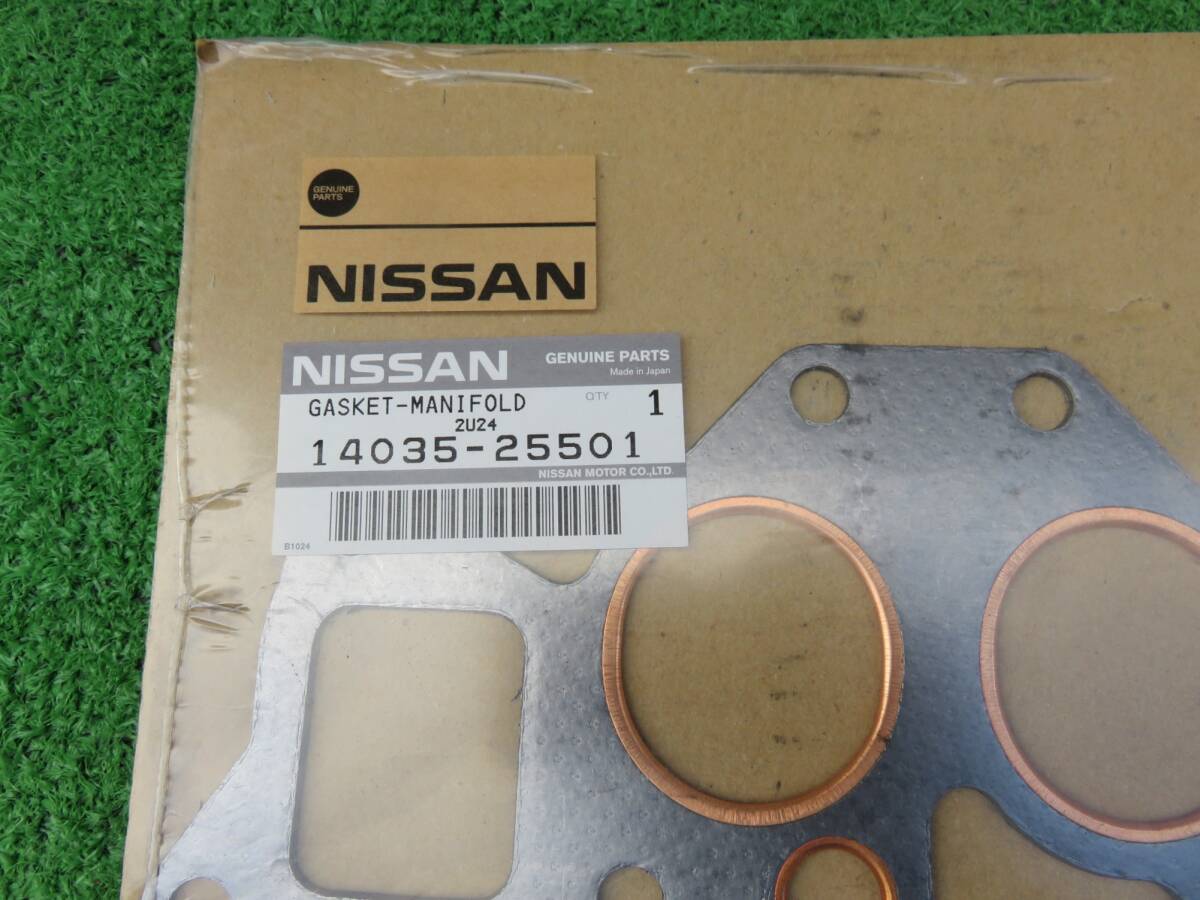 GENUINE
PARTS
NISSAN
NISSAN GENUINE PARTS
Made in Japan
GASKET-MANIFOLD QTY 1
2U24
14035-25501
NISSAN MOTOR CO.,LTD.
B1024